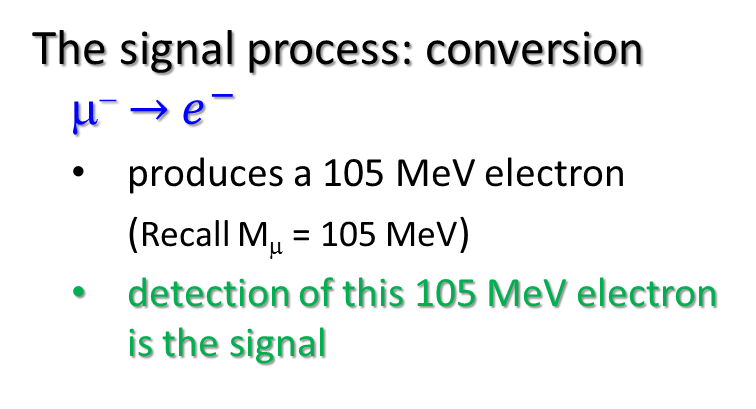 The signal process: conversion
μ⁻ → e⁻
• produces a 105 MeV electron
(Recall Mμ = 105 MeV)
• detection of this 105 MeV electron
is the signal